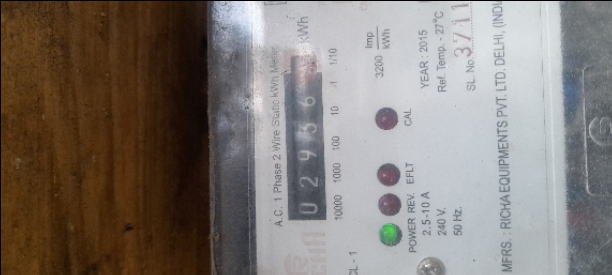 kWh
A.C. 1 Phase 2 Wire Static kWh Meter
0 2 9 5 6
10000 1000 100 10 1 1/10
Imp
3200 kWh
CAL
POWER REV. EFLT
2.5-10 A
240 V.
50 Hz.
CL - 1
YEAR : 2015
Ref. Temp. - 27°C
SL. No. 3711
MFRS. : RICHA EQUIPMENTS PVT. LTD, DELHI,